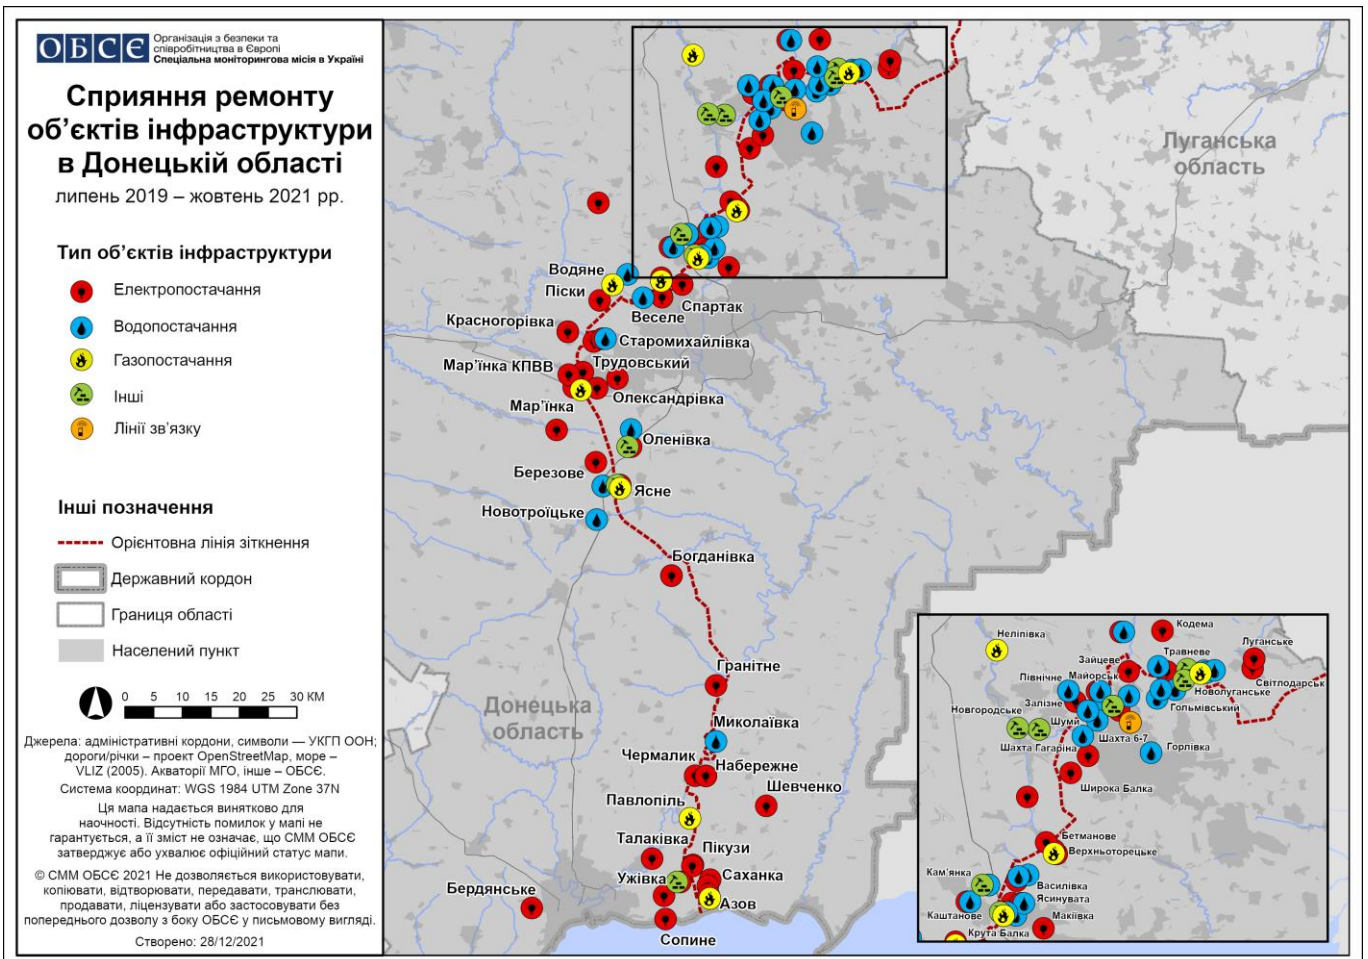 ОБСЄ
Організація з безпеки та
співробітництва в Європі
Спеціальна моніторингова місія в Україні
Сприяння ремонту
об’єктів інфраструктури
в Донецькій області
липень 2019 – жовтень 2021 рр.
Тип об’єктів інфраструктури
Електропостачання
Водопостачання
Газопостачання
Інші
Лінії зв’язку
Інші позначення
Орієнтовна лінія зіткнення
Державний кордон
Границя області
Населений пункт
0 5 10 15 20 25 30 КМ
Джерела: адміністративні кордони, символи — УКГП ООН;
дороги/річки – проект OpenStreetMap, море –
VLIZ (2005). Акваторії МГО, інше – ОБСЄ.
Система координат: WGS 1984 UTM Zone 37N
Ця мапа надається винятково для
наочності. Відсутність помилок у мапі не
гарантується, а її зміст не означає, що СММ ОБСЄ
затверджує або ухвалює офіційний статус мапи.
© СММ ОБСЄ 2021 Не дозволяється використовувати,
копіювати, відтворювати, передавати, транслювати,
продавати, ліцензувати або застосовувати без
попереднього дозволу з боку ОБСЄ у письмовому вигляді.
Створено: 28/12/2021
Луганська
область
Водяне
Піски
Спартак
Веселе
Красногорівка
Старомихайлівка
Мар’їнка КПВВ
Трудовський
Олександрівка
Мар’їнка
Оленівка
Березове
Ясне
Новотроїцьке
Богданівка
Гранітне
Донецька
область
Миколаївка
Чермалик
Набережне
Шевченко
Павлопіль
Талаківка
Пікузи
Ужівка
Саханка
Бердянське
Азов
Сопине
Кодема
Неліпівка
Луганське
Травневе
Зайцеве
Світлодарськ
Північне
Майорськ
Новолуганське
Залізне
Гольмівський
Новгородське
Шуми
Шахта 6-7
Шахта Гагаріна
Горлівка
Широка Балка
Бетманове
Верхньоторецьке
Кам’янка
Василівка
Ясинувата
Каштанове
Макіївка
Крута Балка